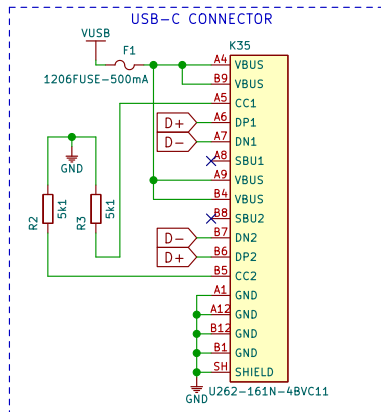 USB-C CONNECTOR
VUSB
F1
1206FUSE-500mA
K35
A4 VBUS
B9 VBUS
A5 CC1
D+ A6 DP1
D- A7 DN1
A8 SBU1
A9 VBUS
B4 VBUS
B8 SBU2
D- B7 DN2
D+ B6 DP2
B5 CC2
A1 GND
A12 GND
B12 GND
B1 GND
SH SHIELD
GND
R2 5k1
R3 5k1
GND
U262-161N-4BVC11